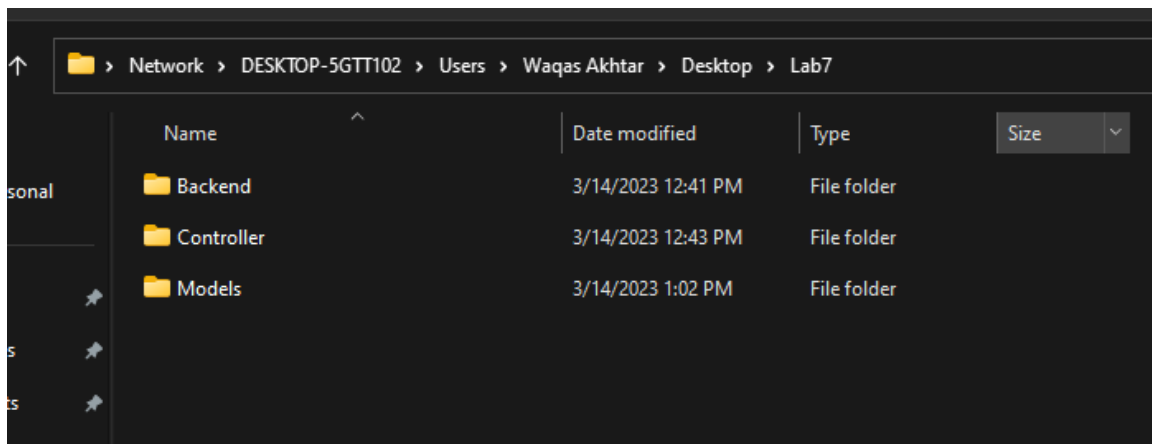 Network > DESKTOP-5GTT102 > Users > Waqas Akhtar > Desktop > Lab7
Name Date modified Type Size
sonal
Backend 3/14/2023 12:41 PM File folder
Controller 3/14/2023 12:43 PM File folder
Models 3/14/2023 1:02 PM File folder
s
ts